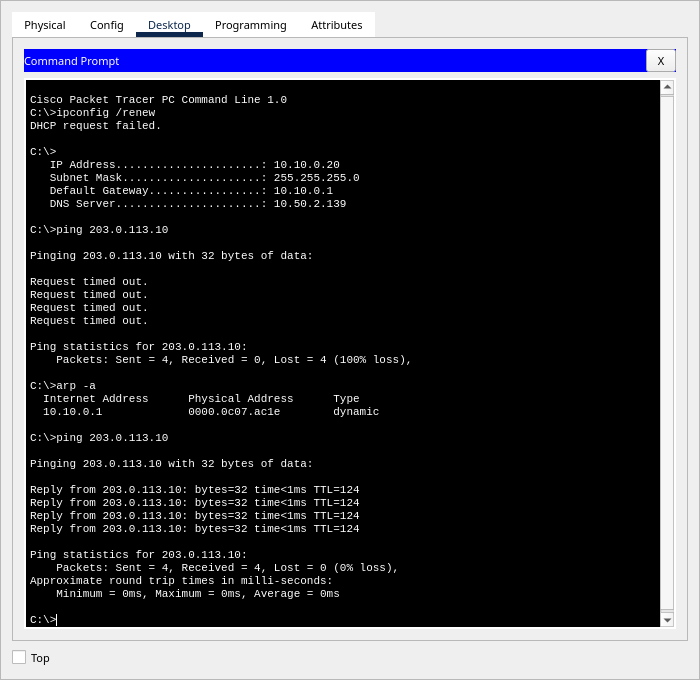 Physical Config Desktop Programming Attributes
Command Prompt X
Cisco Packet Tracer PC Command Line 1.0
C:\>ipconfig /renew
DHCP request failed.
C:\>
IP Address......................: 10.10.0.20
Subnet Mask.....................: 255.255.255.0
Default Gateway.................: 10.10.0.1
DNS Server......................: 10.50.2.139
C:\>ping 203.0.113.10
Pinging 203.0.113.10 with 32 bytes of data:
Request timed out.
Request timed out.
Request timed out.
Request timed out.
Ping statistics for 203.0.113.10:
Packets: Sent = 4, Received = 0, Lost = 4 (100% loss),
C:\>arp -a
Internet Address Physical Address Type
10.10.0.1 0000.0c07.ac1e dynamic
C:\>ping 203.0.113.10
Pinging 203.0.113.10 with 32 bytes of data:
Reply from 203.0.113.10: bytes=32 time<1ms TTL=124
Reply from 203.0.113.10: bytes=32 time<1ms TTL=124
Reply from 203.0.113.10: bytes=32 time<1ms TTL=124
Reply from 203.0.113.10: bytes=32 time<1ms TTL=124
Ping statistics for 203.0.113.10:
Packets: Sent = 4, Received = 4, Lost = 0 (0% loss),
Approximate round trip times in milli-seconds:
Minimum = 0ms, Maximum = 0ms, Average = 0ms
C:\>
Top